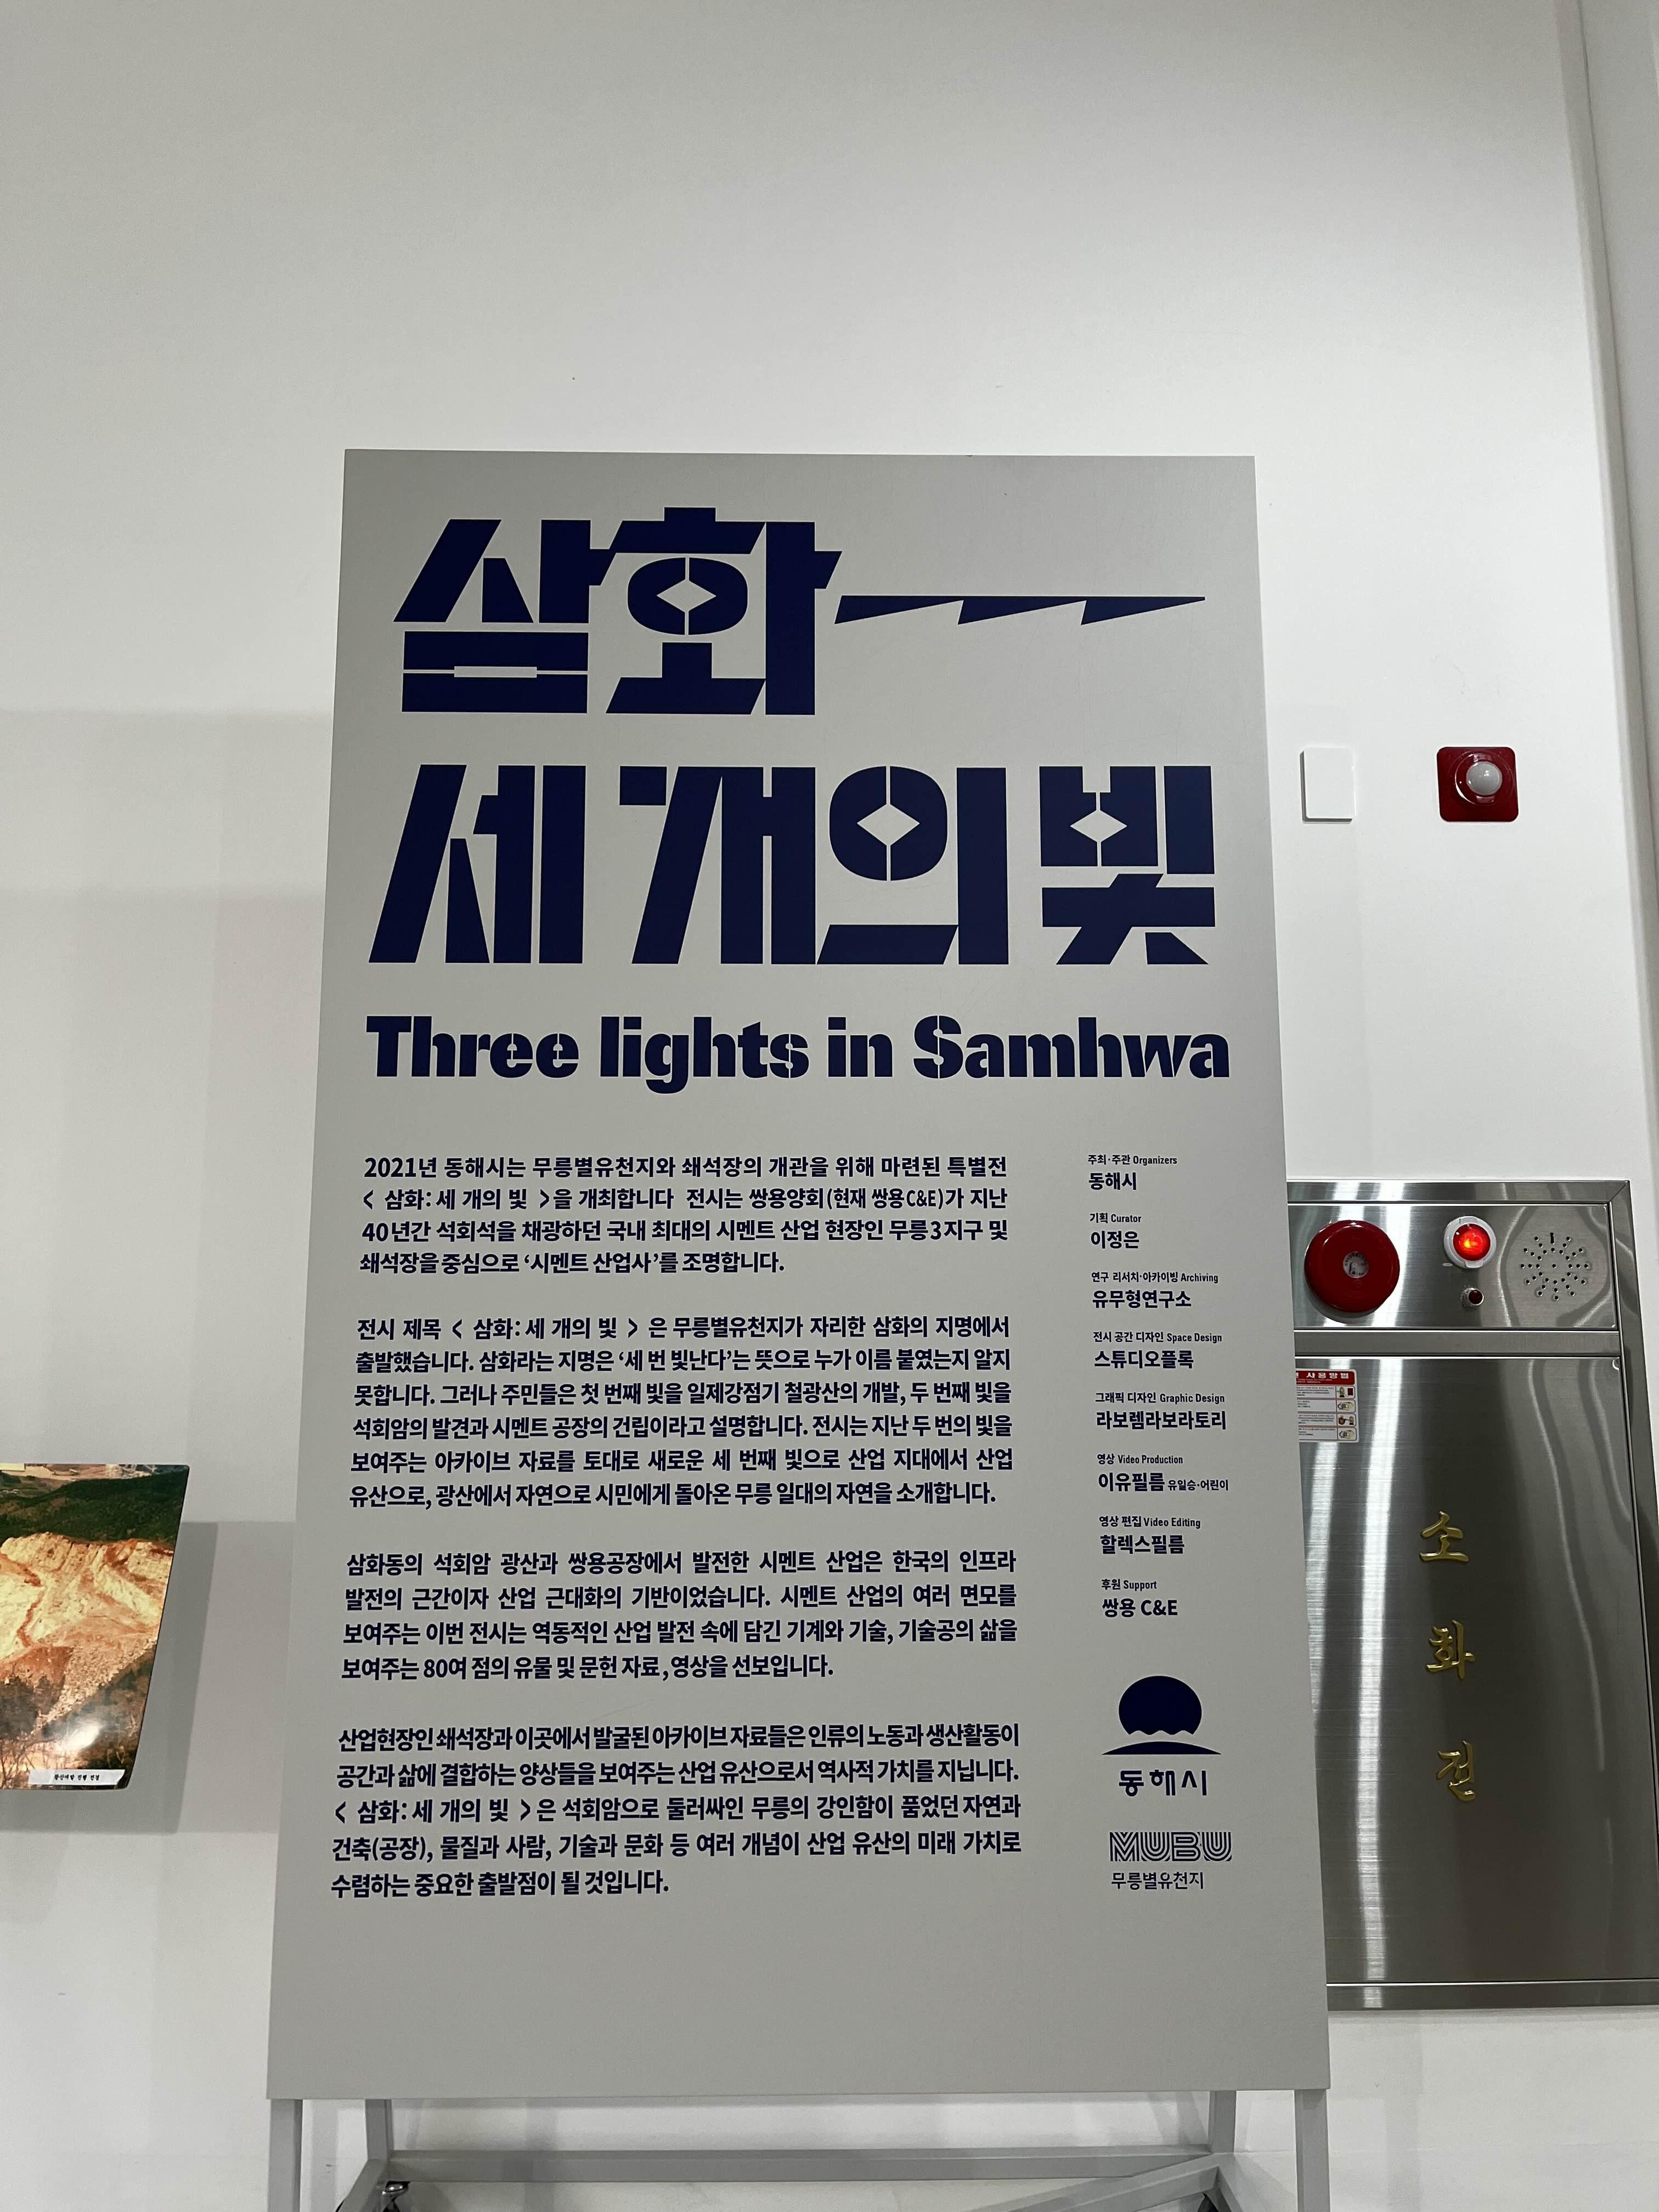 삼화
세 개의 빛
Three lights in Samhwa
2021년 동해시는 무릉별유천지와 쇄석장의 개관을 위해 마련된 특별전
< 삼화: 세 개의 빛 >을 개최합니다 전시는 쌍용양회(현재 쌍용C&E)가 지난
40년간 석회석을 채광하던 국내 최대의 시멘트 산업 현장인 무릉3지구 및
쇄석장을 중심으로 ‘시멘트 산업사’를 조명합니다.
전시 제목 < 삼화: 세 개의 빛 > 은 무릉별유천지가 자리한 삼화의 지명에서
출발했습니다. 삼화라는 지명은 ‘세 번 빛난다’는 뜻으로 누가 이름 붙였는지 알지
못합니다. 그러나 주민들은 첫 번째 빛을 일제강점기 철광산의 개발, 두 번째 빛을
석회암의 발견과 시멘트 공장의 건립이라고 설명합니다. 전시는 지난 두 번의 빛을
보여주는 아카이브 자료를 토대로 새로운 세 번째 빛으로 산업 지대에서 산업
유산으로, 광산에서 자연으로 시민에게 돌아온 무릉 일대의 자연을 소개합니다.
삼화동의 석회암 광산과 쌍용공장에서 발전한 시멘트 산업은 한국의 인프라
발전의 근간이자 산업 근대화의 기반이었습니다. 시멘트 산업의 여러 면모를
보여주는 이번 전시는 역동적인 산업 발전 속에 담긴 기계와 기술, 기술공의 삶을
보여주는 80여 점의 유물 및 문헌 자료, 영상을 선보입니다.
산업현장인 쇄석장과 이곳에서 발굴된 아카이브 자료들은 인류의 노동과 생산활동이
공간과 삶에 결합하는 양상들을 보여주는 산업 유산으로서 역사적 가치를 지닙니다.
< 삼화: 세 개의 빛 >은 석회암으로 둘러싸인 무릉의 강인함이 품었던 자연과
건축(공장), 물질과 사람, 기술과 문화 등 여러 개념이 산업 유산의 미래 가치로
수렴하는 중요한 출발점이 될 것입니다.
주최·주관 Organizers
동해시
기획 Curator
이정은
연구 리서치·아카이빙 Archiving
유무형연구소
전시 공간 디자인 Space Design
스튜디오플록
그래픽 디자인 Graphic Design
라보렘라보라토리
영상 Video Production
이유필름 유일승·어린이
영상 편집 Video Editing
할렉스필름
후원 Support
쌍용 C&E
동해시
MUBU
무릉별유천지
사용방법
소
화
전